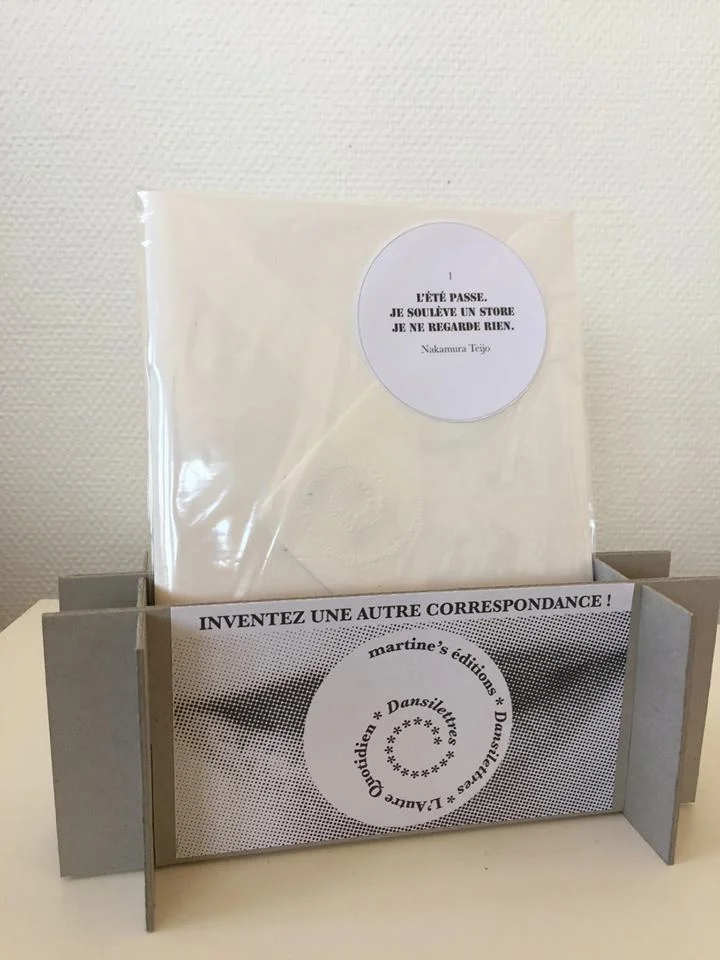 1
L'ÉTÉ PASSE.
JE SOULÈVE UN STORE
JE NE REGARDE RIEN.
Nakamura Teijo
INVENTEZ UNE AUTRE CORRESPONDANCE !
martine's éditions * Dansilettres * L'Autre Quotidien * Dansilettres